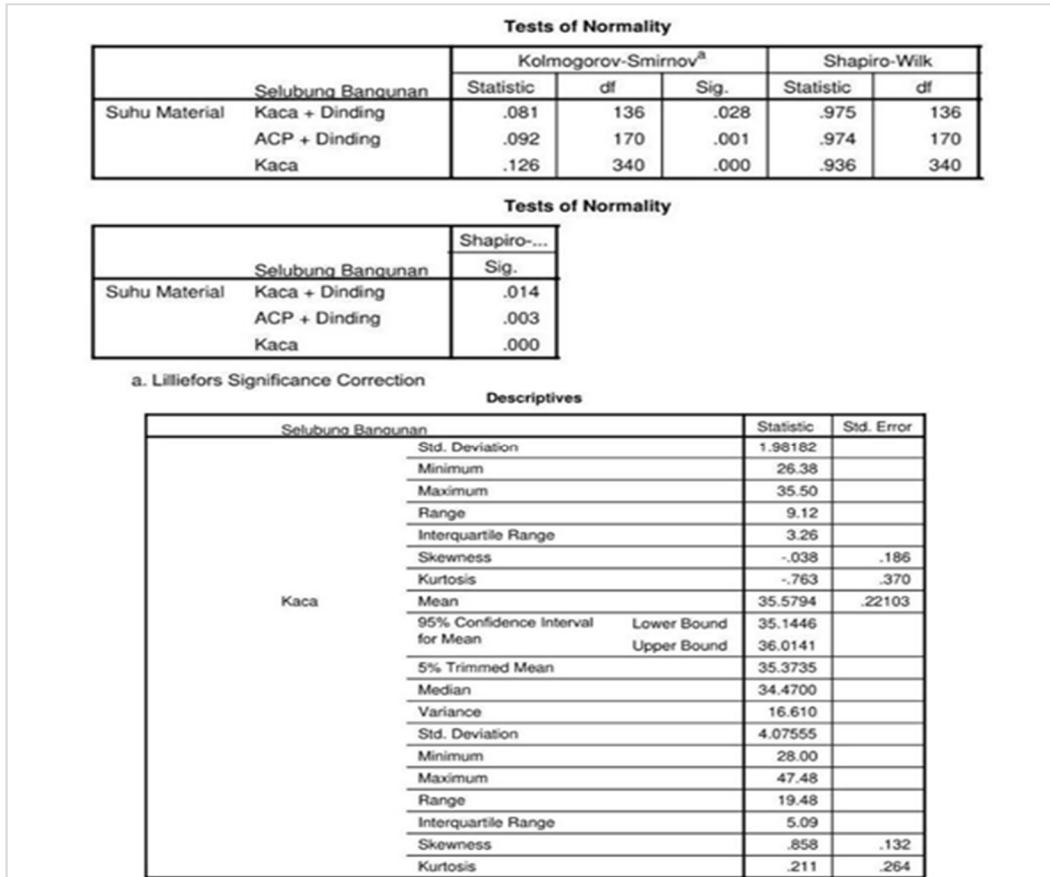 Tests of Normality
Kolmogorov-Smirnovª Shapiro-Wilk
Selubung Bangunan Statistic df Sig. Statistic df
Suhu Material Kaca + Dinding .081 136 .028 .975 136
ACP + Dinding .092 170 .001 .974 170
Kaca .126 340 .000 .936 340
Tests of Normality
Shapiro-...
Selubung Bangunan Sig.
Suhu Material Kaca + Dinding .014
ACP + Dinding .003
Kaca .000
a. Lilliefors Significance Correction
Descriptives
Selubung Bangunan Statistic Std. Error
Std. Deviation 1.98182
Minimum 26.38
Maximum 35.50
Range 9.12
Interquartile Range 3.26
Skewness -.038 .186
Kurtosis -.763 .370
Kaca Mean 35.5794 .22103
95% Confidence Interval Lower Bound 35.1446
for Mean Upper Bound 36.0141
5% Trimmed Mean 35.3735
Median 34.4700
Variance 16.610
Std. Deviation 4.07555
Minimum 28.00
Maximum 47.48
Range 19.48
Interquartile Range 5.09
Skewness .858 .132
Kurtosis .211 .264